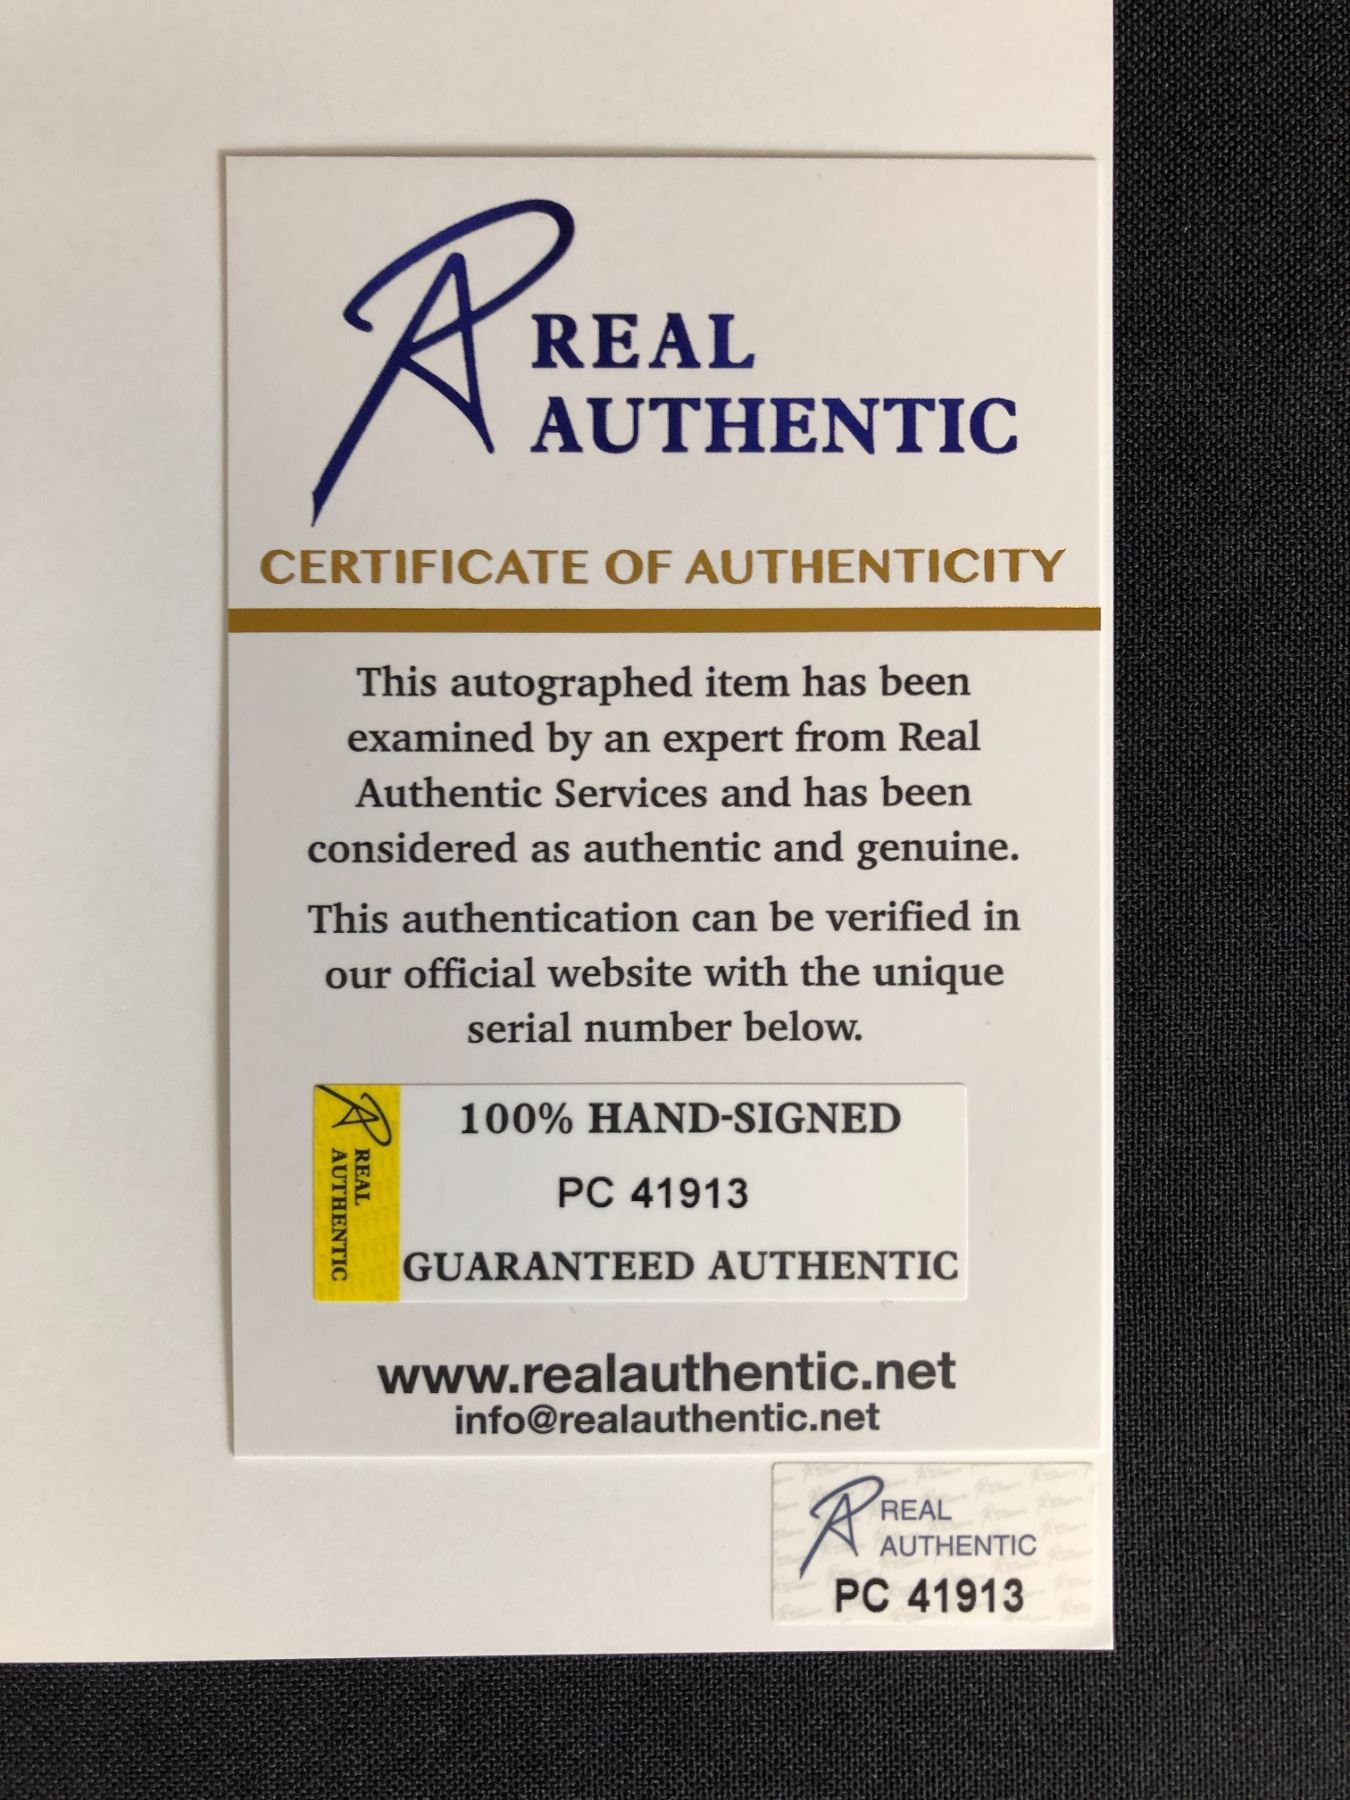 REAL
AUTHENTIC
CERTIFICATE OF AUTHENTICITY
This autographed item has been
examined by an expert from Real
Authentic Services and has been
considered as authentic and genuine.
This authentication can be verified in
our official website with the unique
serial number below.
REAL
AUTHENTIC
100% HAND-SIGNED
PC 41913
GUARANTEED AUTHENTIC
www.realauthentic.net
info@realauthentic.net
REAL
AUTHENTIC
PC 41913